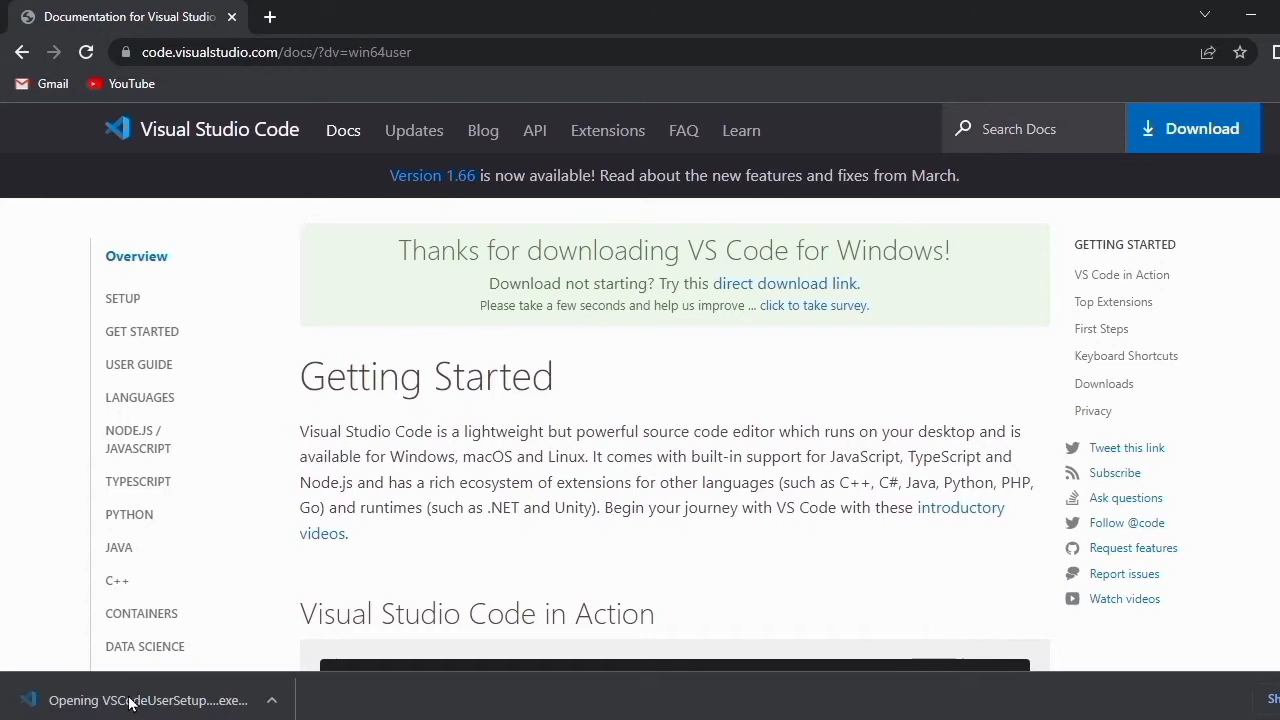 Documentation for Visual Studio
code.visualstudio.com/docs/?dv=win64user
Gmail
YouTube
Visual Studio Code
Docs
Updates
Blog
API
Extensions
FAQ
Learn
Search Docs
Download
Version 1.66 is now available! Read about the new features and fixes from March.
Overview
SETUP
GET STARTED
USER GUIDE
LANGUAGES
NODE.JS /
JAVASCRIPT
TYPESCRIPT
PYTHON
JAVA
C++
CONTAINERS
DATA SCIENCE
Thanks for downloading VS Code for Windows!
Download not starting? Try this direct download link.
Please take a few seconds and help us improve ... click to take survey.
Getting Started
Visual Studio Code is a lightweight but powerful source code editor which runs on your desktop and is
available for Windows, macOS and Linux. It comes with built-in support for JavaScript, TypeScript and
Node.js and has a rich ecosystem of extensions for other languages (such as C++, C#, Java, Python, PHP,
Go) and runtimes (such as .NET and Unity). Begin your journey with VS Code with these introductory
videos.
Visual Studio Code in Action
GETTING STARTED
VS Code in Action
Top Extensions
First Steps
Keyboard Shortcuts
Downloads
Privacy
Tweet this link
Subscribe
Ask questions
Follow @code
Request features
Report issues
Watch videos
Opening VSCodeUserSetup....exe...
Sh